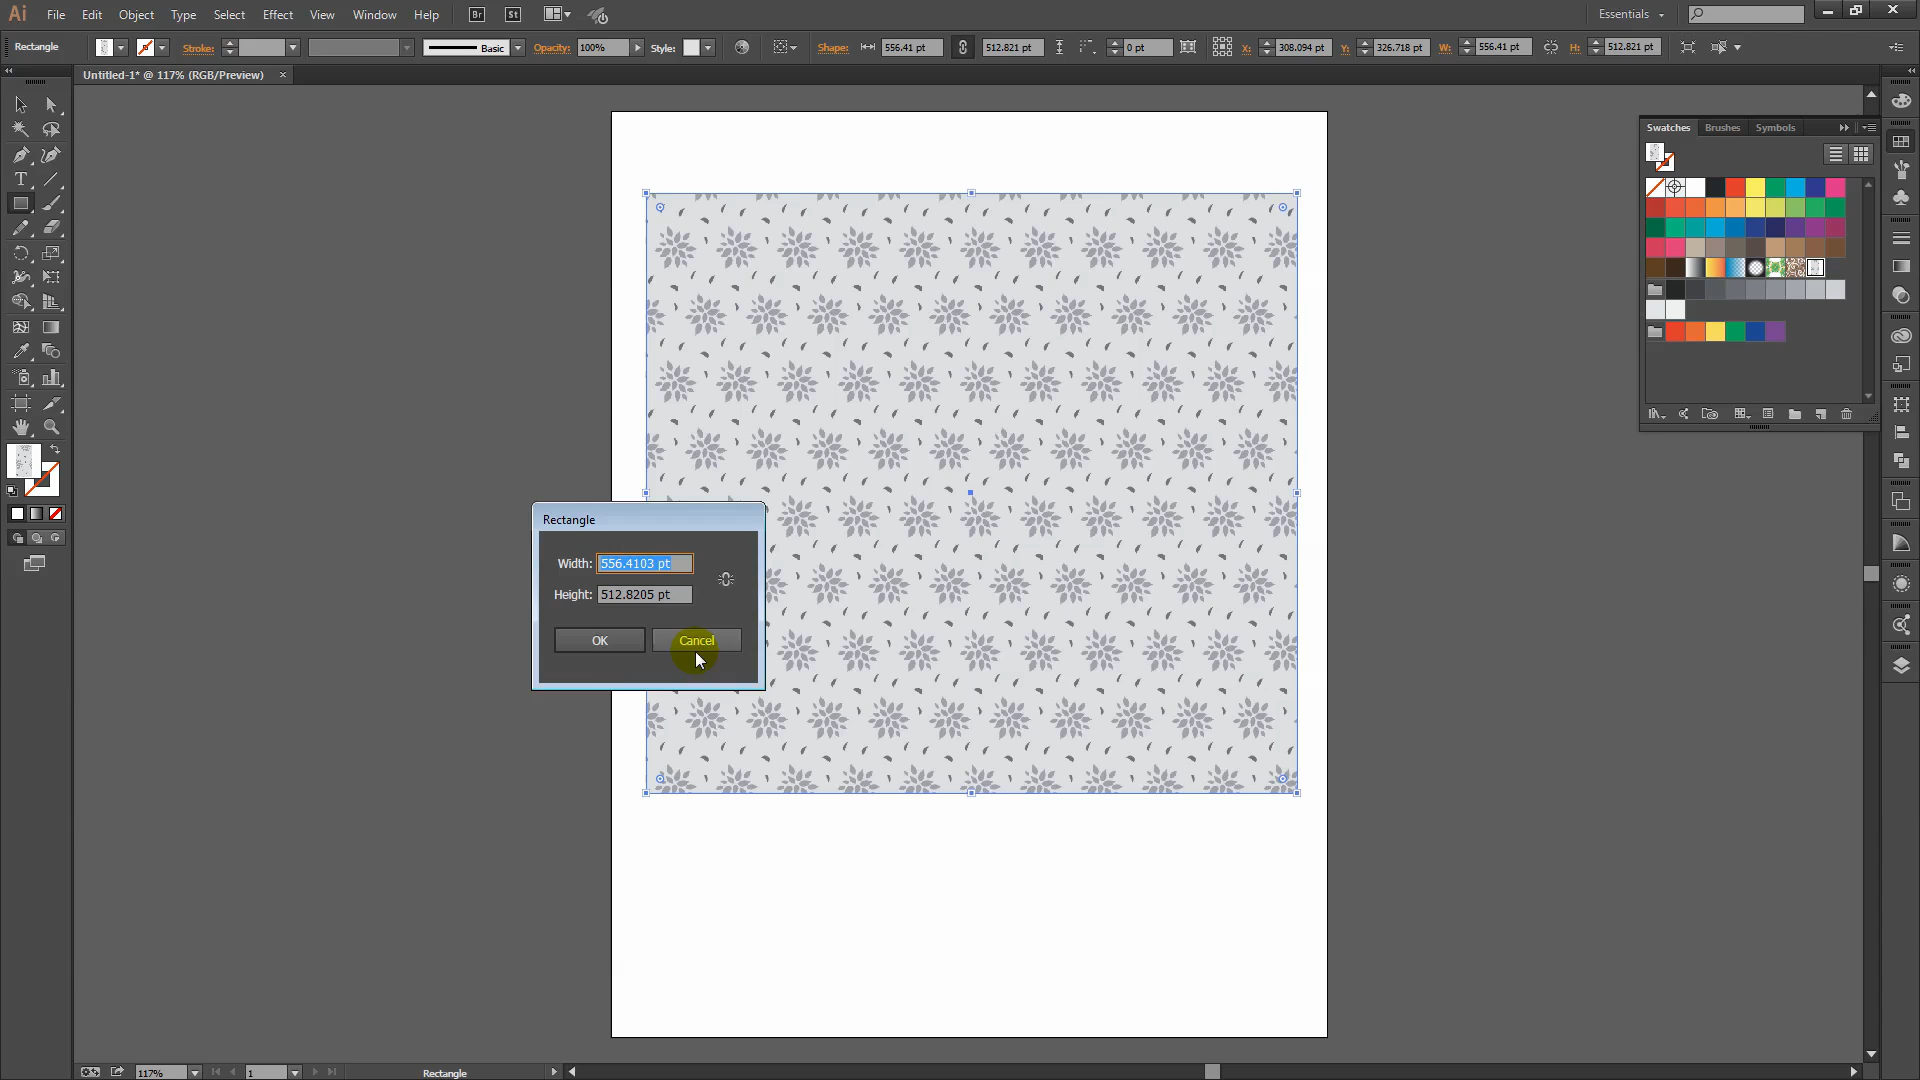 Ai File Edit Object Type Select Effect View Window Help Br St Essentials
Rectangle Stroke: Basic Opacity: 100% Style: Shape: 556.41 pt 512.821 pt 0 pt X: 308.094 pt Y: 326.718 pt W: 556.41 pt H: 512.821 pt
Untitled-1* @ 117% (RGB/Preview) ×
Swatches Brushes Symbols
T
Rectangle
Width: 556.4103 pt
Height: 512.8205 pt
OK Cancel
117% 1 Rectangle